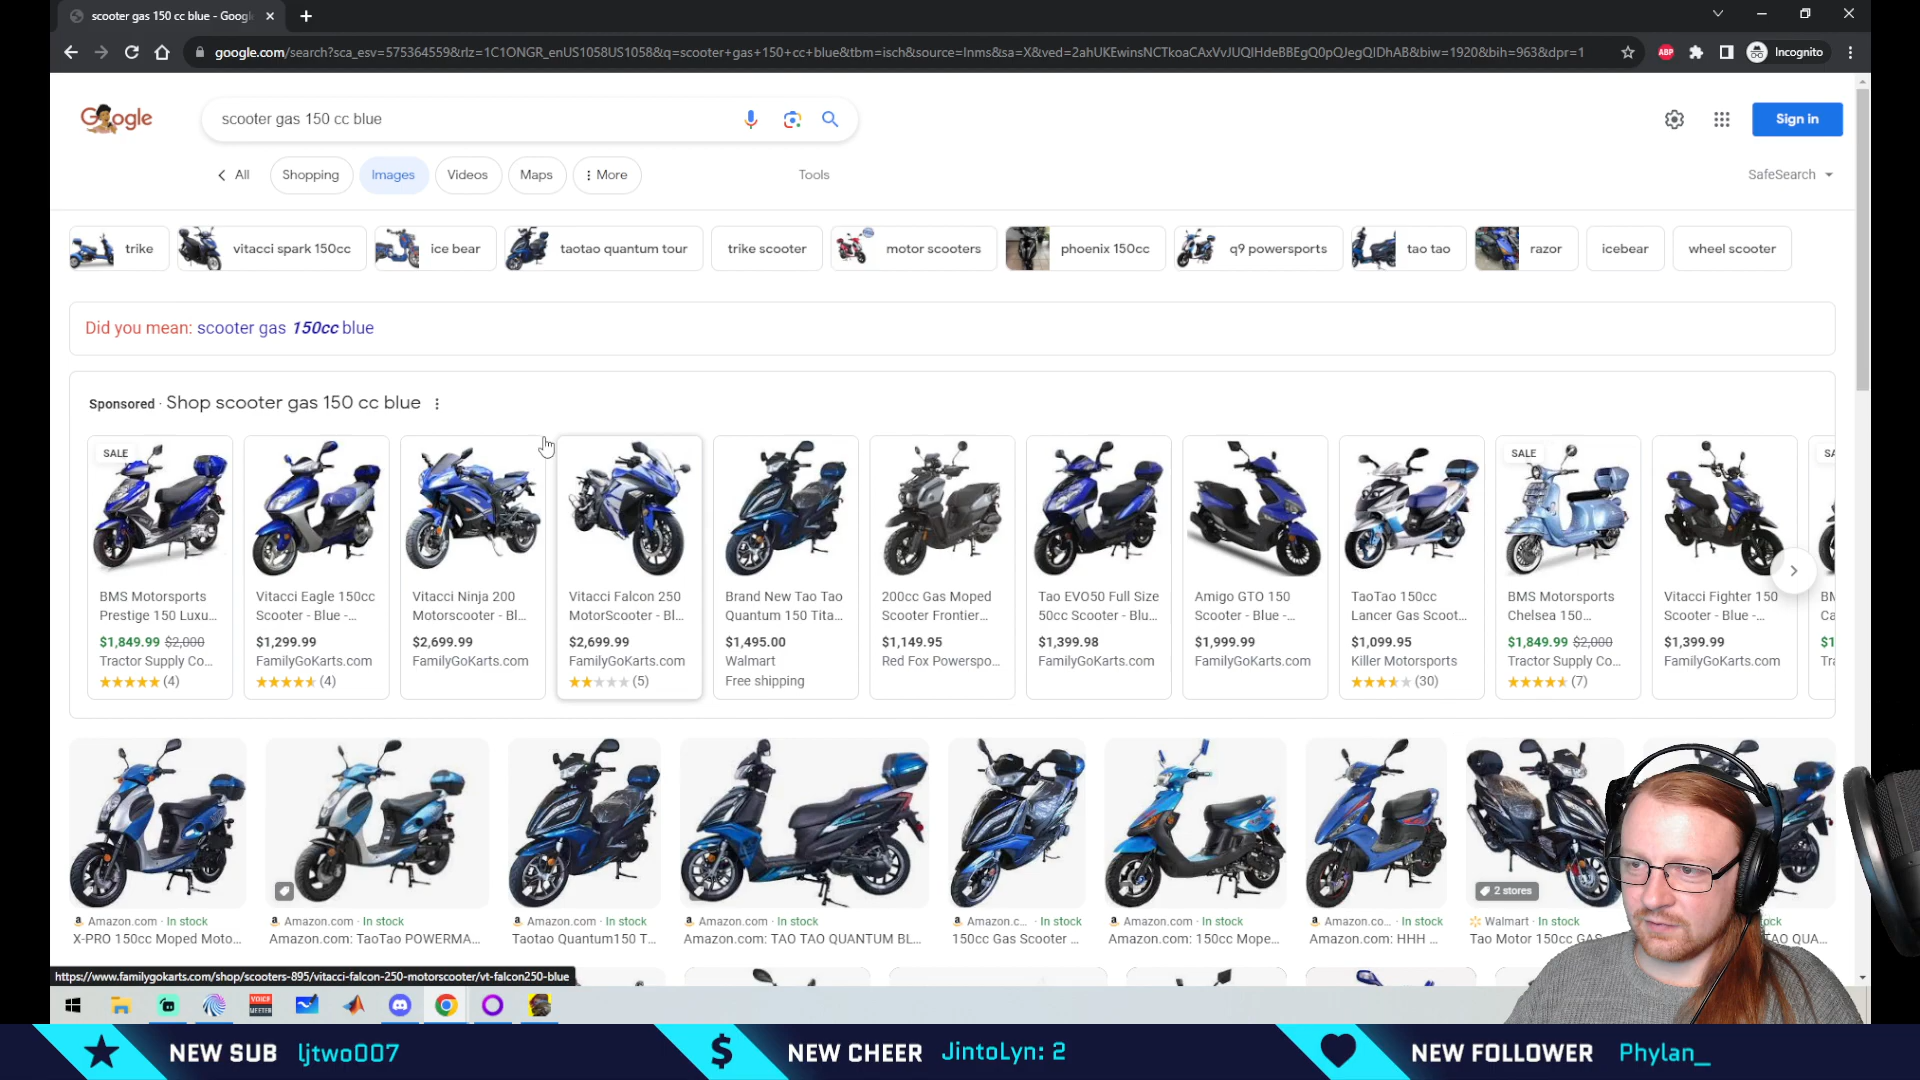 scooter gas 150 cc blue - Googl
google.com/search?sca_esv=575364559&rlz=1C1ONGR_enUS1058US1058&q=scooter+gas+150+cc+blue&tbm=isch&source=lnms&sa=X&ved=2ahUKEwinsNCTkoaCAxVvJUQIHdeBBEgQ0pQJegQIDhAB&biw=1920&bih=963&dpr=1
ABP
Incognito
Google
scooter gas 150 cc blue
Sign in
All
Shopping
Images
Videos
Maps
More
Tools
SafeSearch
trike
vitacci spark 150cc
ice bear
taotao quantum tour
trike scooter
motor scooters
phoenix 150cc
q9 powersports
tao tao
razor
icebear
wheel scooter
Did you mean: scooter gas 150cc blue
Sponsored · Shop scooter gas 150 cc blue
SALE
BMS Motorsports
Prestige 150 Luxu...
$1,849.99 $2,000
Tractor Supply Co...
(4)
Vitacci Eagle 150cc
Scooter - Blue -...
$1,299.99
FamilyGoKarts.com
(4)
Vitacci Ninja 200
Motorscooter - Bl...
$2,699.99
FamilyGoKarts.com
Vitacci Falcon 250
MotorScooter - Bl...
$2,699.99
FamilyGoKarts.com
(5)
Brand New Tao Tao
Quantum 150 Tita...
$1,495.00
Walmart
Free shipping
200cc Gas Moped
Scooter Frontier...
$1,149.95
Red Fox Powerspo...
Tao EVO50 Full Size
50cc Scooter - Blu...
$1,399.98
FamilyGoKarts.com
Amigo GTO 150
Scooter - Blue -...
$1,999.99
FamilyGoKarts.com
TaoTao 150cc
Lancer Gas Scoot...
$1,099.95
Killer Motorsports
(30)
SALE
BMS Motorsports
Chelsea 150...
$1,849.99 $2,000
Tractor Supply Co...
(7)
Vitacci Fighter 150
Scooter - Blue -...
$1,399.99
FamilyGoKarts.com
SA
BM
Ca
$1
Tra
Amazon.com · In stock
X-PRO 150cc Moped Moto...
Amazon.com · In stock
Amazon.com: TaoTao POWERMA...
Amazon.com · In stock
Taotao Quantum150 T...
Amazon.com · In stock
Amazon.com: TAO TAO QUANTUM BL...
Amazon.c... · In stock
150cc Gas Scooter ...
Amazon.com · In stock
Amazon.com: 150cc Mope...
Amazon.co... · In stock
Amazon.com: HHH ...
2 stores
Walmart · In stock
Tao Motor 150cc GAS
TAO QUA...
https://www.familygokarts.com/shop/scooters-895/vitacci-falcon-250-motorscooter/vt-falcon250-blue
VOICE
MEETER
NEW SUB ljtwo007
$ NEW CHEER JintoLyn: 2
NEW FOLLOWER Phylan_